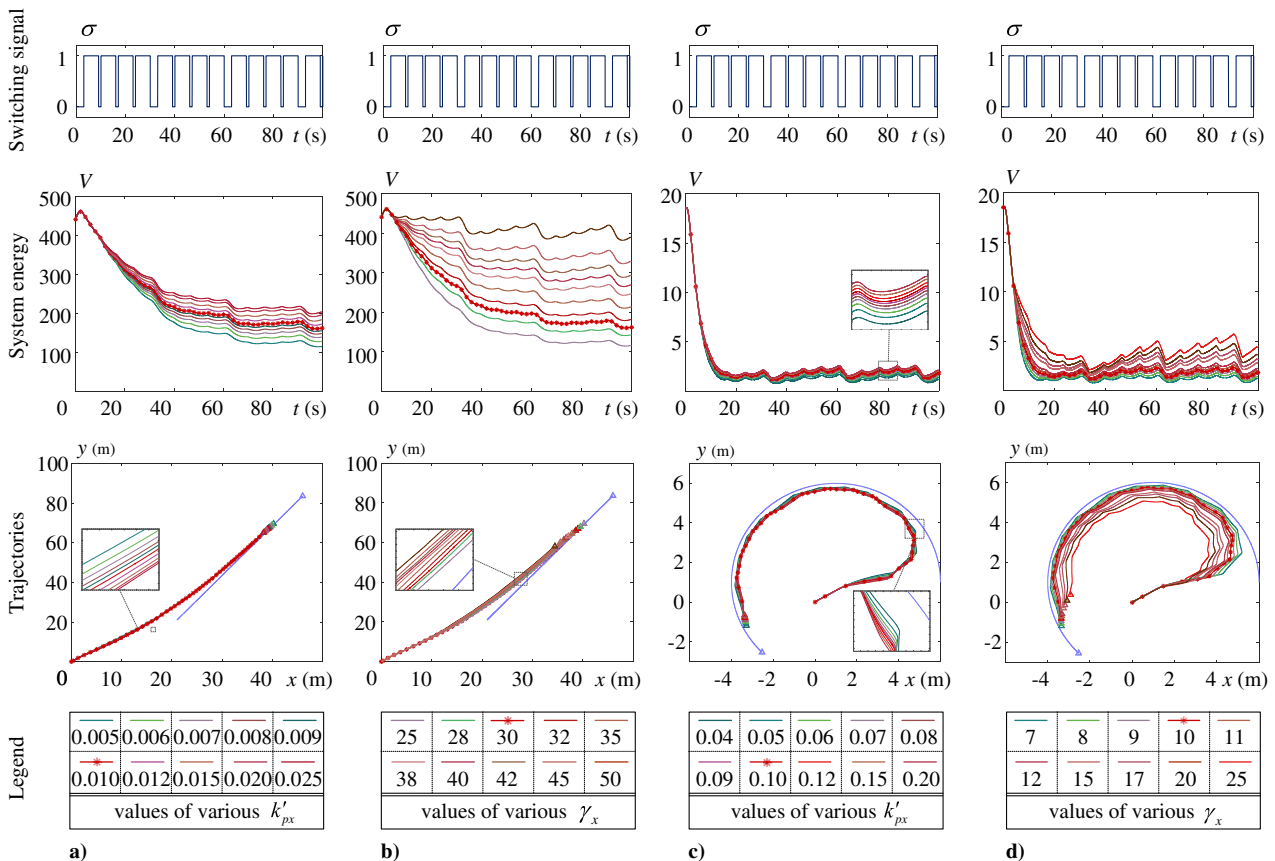 Switching signal
σ
1
0
0 20 40 60 80 t (s)
σ
1
0
0 20 40 60 80 t (s)
σ
1
0
0 20 40 60 80 t (s)
σ
1
0
0 20 40 60 80 t (s)
System energy
V
500
400
300
200
100
0
20 40 60 80 t (s)
V
500
400
300
200
100
0
20 40 60 80 t (s)
V
20
15
10
5
0
20 40 60 80 t (s)
V
20
15
10
5
0
20 40 60 80 t (s)
Trajectories
y (m)
100
80
60
40
20
0 10 20 30 40 x (m)
y (m)
100
80
60
40
20
0 10 20 30 40 x (m)
y (m)
6
4
2
0
-2
-4 -2 0 2 4 x (m)
y (m)
6
4
2
0
-2
-4 -2 0 2 4 x (m)
Legend
0.005 0.006 0.007 0.008 0.009
0.010 0.012 0.015 0.020 0.025
values of various k′px
25 28 30 32 35
38 40 42 45 50
values of various γx
0.04 0.05 0.06 0.07 0.08
0.09 0.10 0.12 0.15 0.20
values of various k′px
7 8 9 10 11
12 15 17 20 25
values of various γx
a)
b)
c)
d)